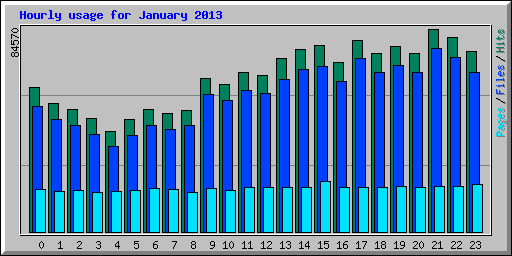 Hourly usage for January 2013
84570
Pages/Files/Hits
0 1 2 3 4 5 6 7 8 9 10 11 12 13 14 15 16 17 18 19 20 21 22 23